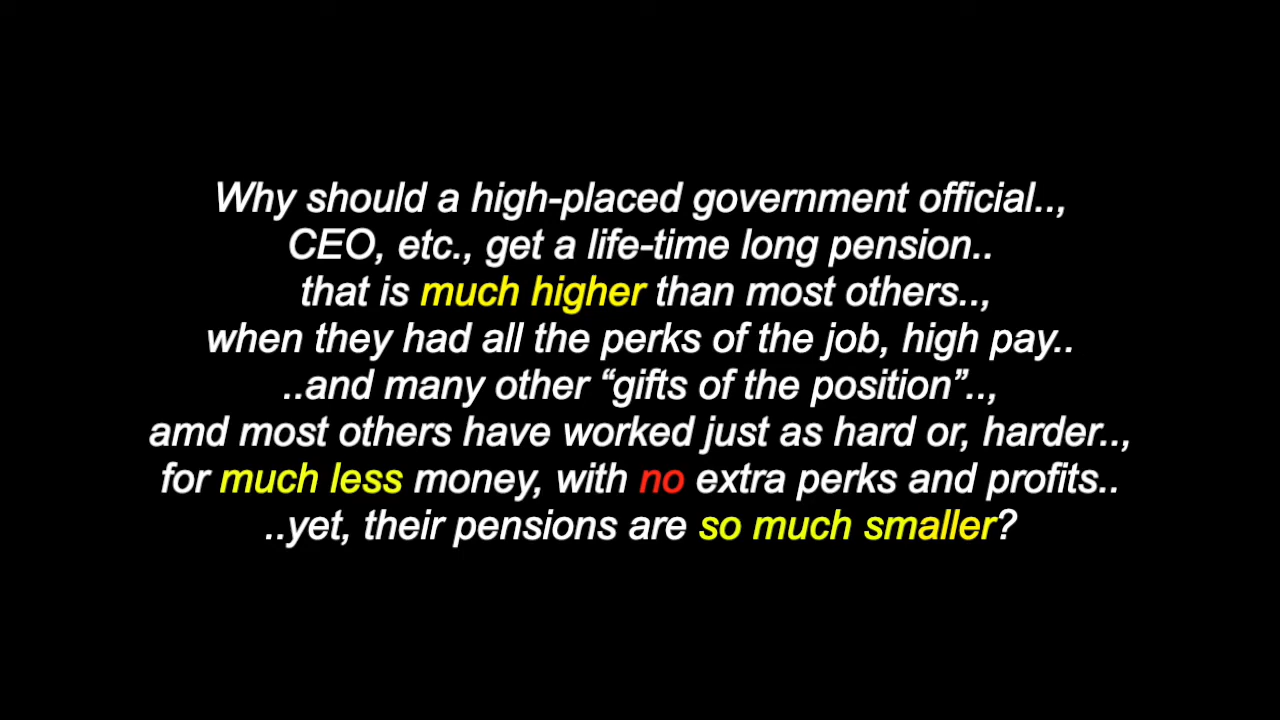 Why should a high-placed government official..,
CEO, etc., get a life-time long pension..
that is much higher than most others..,
when they had all the perks of the job, high pay..
..and many other “gifts of the position”..,
amd most others have worked just as hard or, harder..,
for much less money, with no extra perks and profits..
..yet, their pensions are so much smaller?